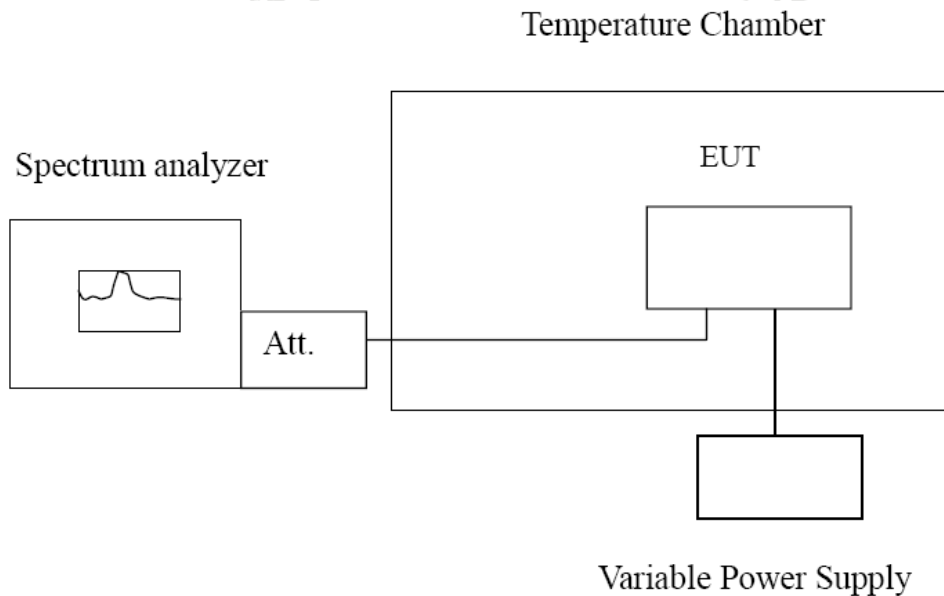 Temperature Chamber
Spectrum analyzer
EUT
Att.
Variable Power Supply